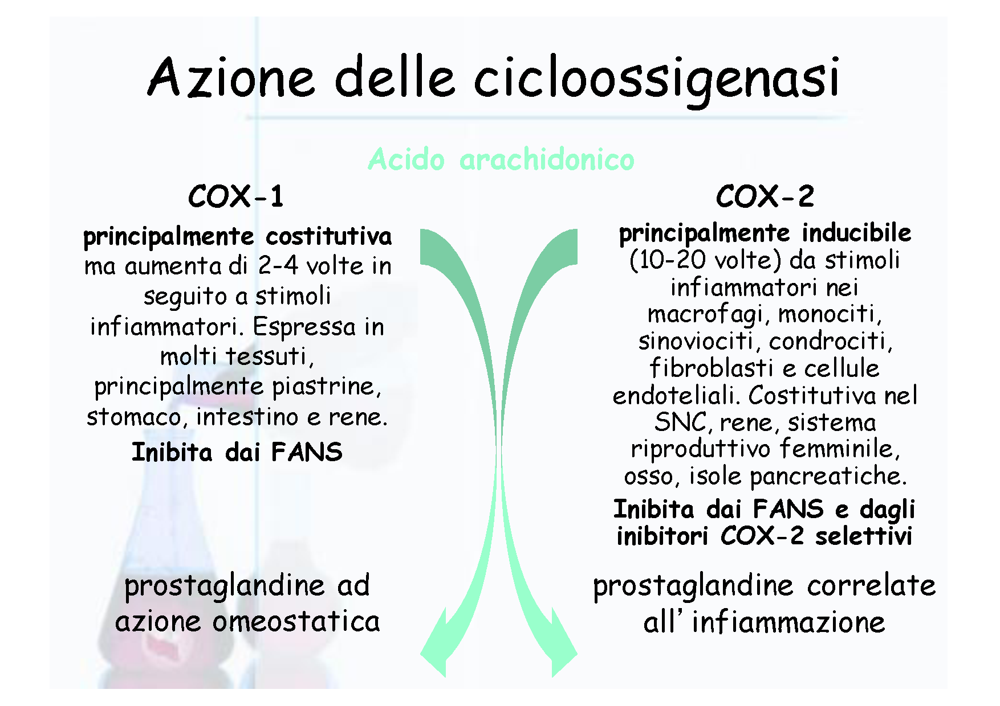 Azione delle cicloossigenasi
Acido arachidonico
COX-1
principalmente costitutiva
ma aumenta di 2-4 volte in
seguito a stimoli
infiammatori. Espressa in
molti tessuti,
principalmente piastrine,
stomaco, intestino e rene.
Inibita dai FANS
prostaglandine ad
azione omeostatica
COX-2
principalmente inducibile
(10-20 volte) da stimoli
infiammatori nei
macrofagi, monociti,
sinoviociti, condrociti,
fibroblasti e cellule
endoteliali. Costitutiva nel
SNC, rene, sistema
riproduttivo femminile,
osso, isole pancreatiche.
Inibita dai FANS e dagli
inibitori COX-2 selettivi
prostaglandine correlate
all’infiammazione